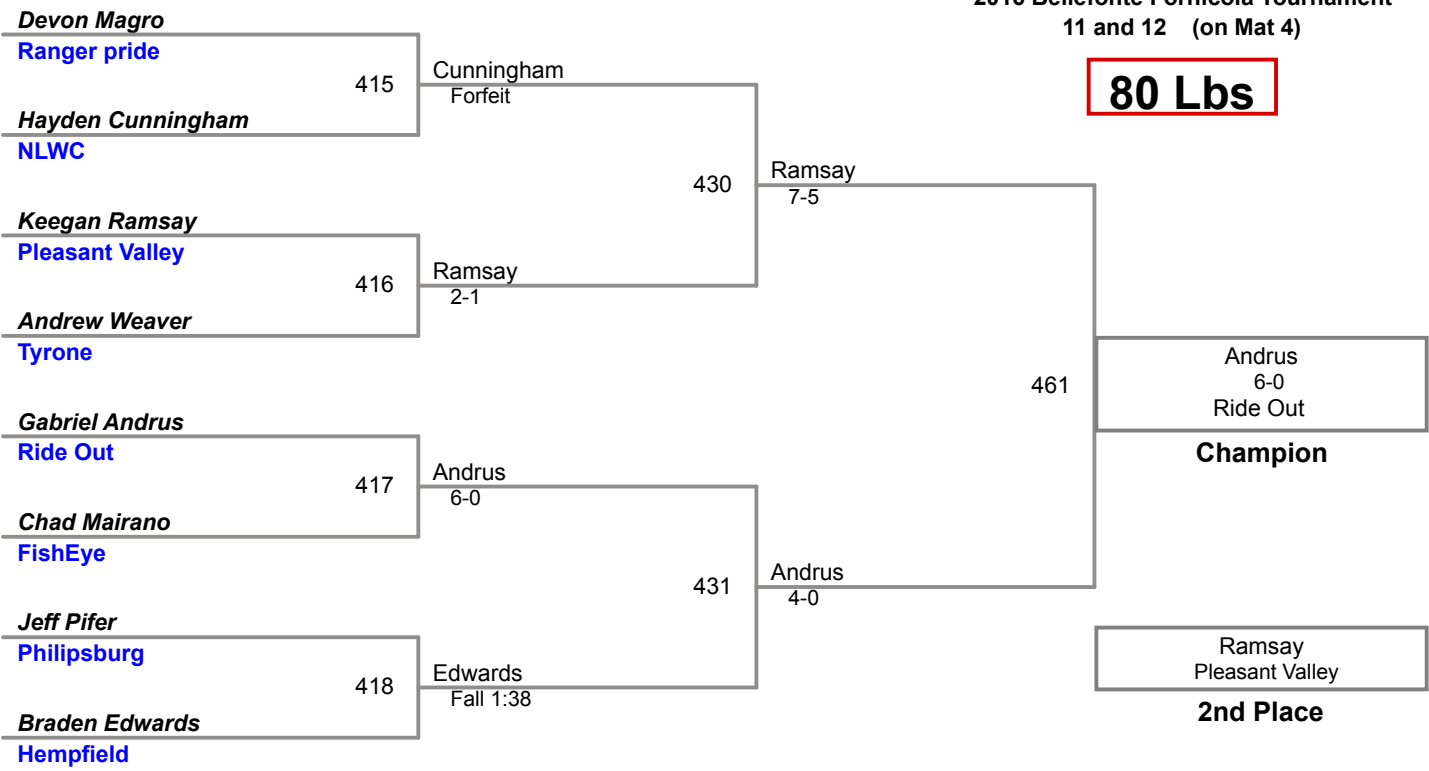 Bellefonte Fornicola Tournament
11 and 12 (on Mat 4)
80 Lbs
Devon Magro
Ranger pride
415
Hayden Cunningham
NLWC
Cunningham
Forfeit
Keegan Ramsay
Pleasant Valley
416
Andrew Weaver
Tyrone
Ramsay
2-1
430
Ramsay
7-5
Gabriel Andrus
Ride Out
417
Chad Mairano
FishEye
Andrus
6-0
Jeff Pifer
Philipsburg
418
Braden Edwards
Hempfield
Edwards
Fall 1:38
431
Andrus
4-0
461
Andrus
6-0
Ride Out
Champion
Ramsay
Pleasant Valley
2nd Place